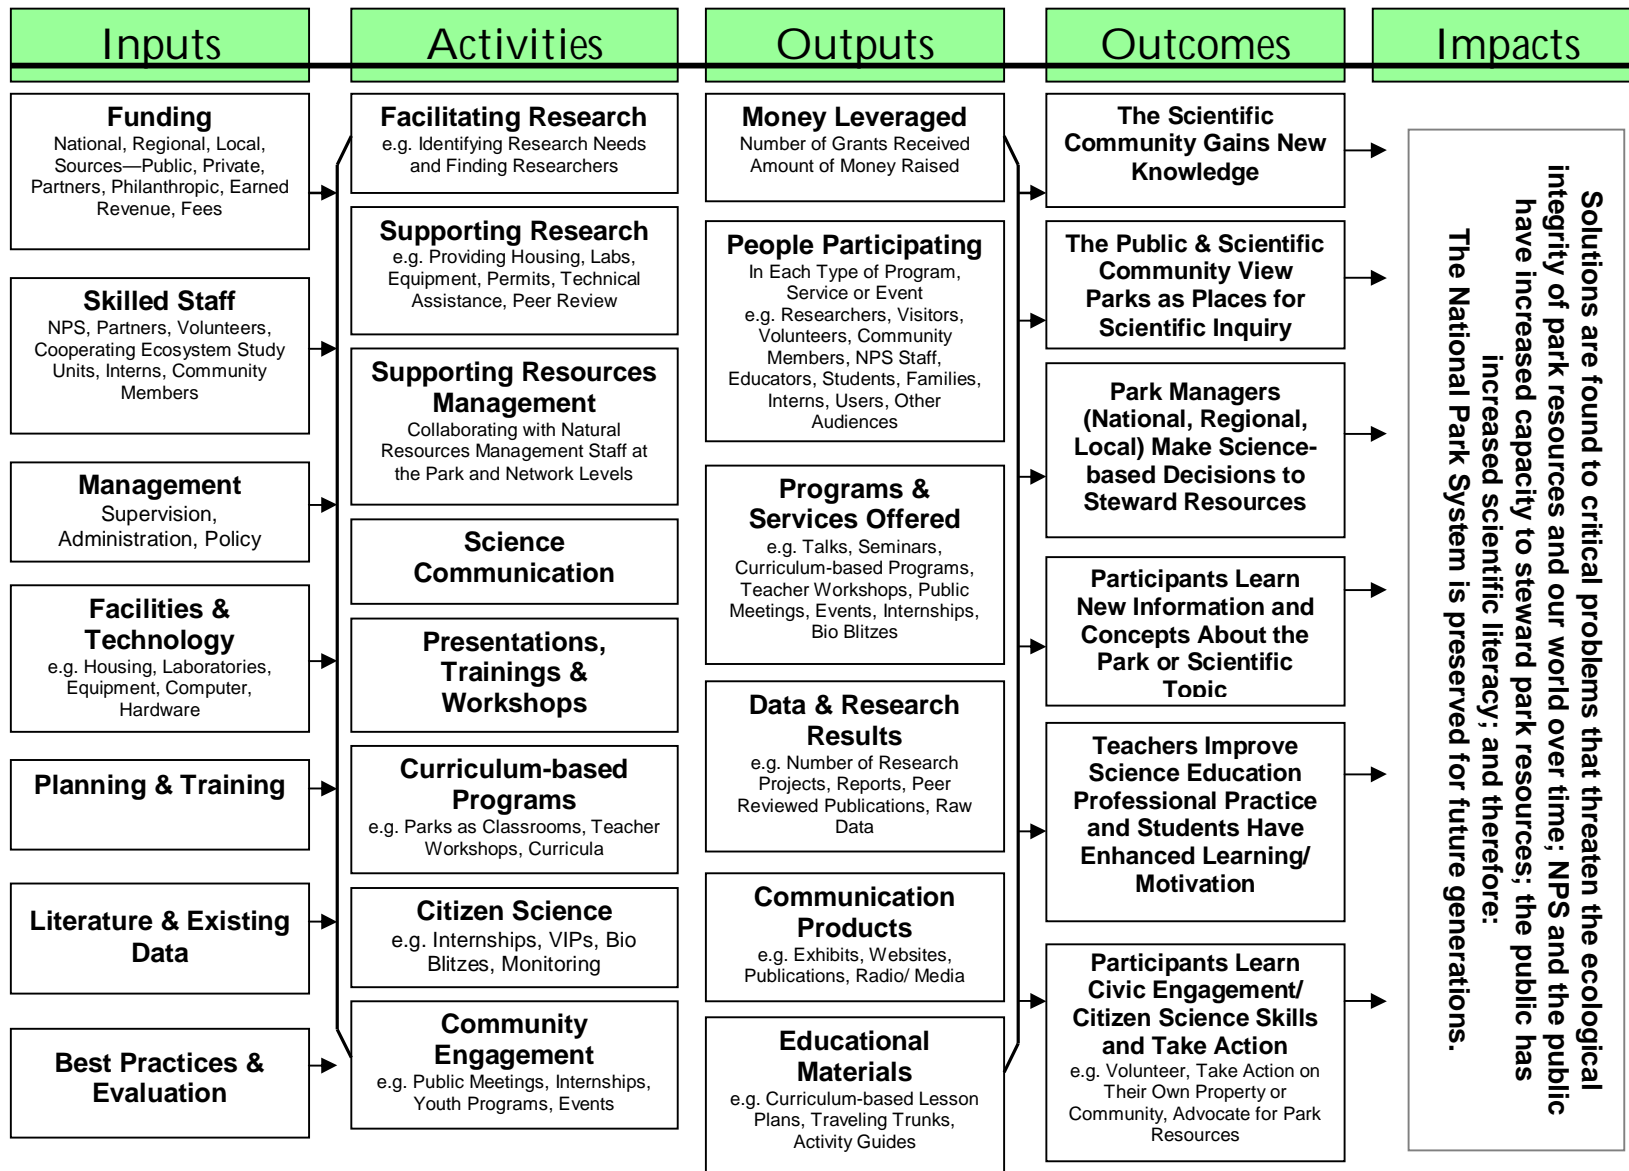 Inputs
Activities
Outputs
Outcomes
Impacts
Funding
National, Regional, Local,
Sources—Public, Private,
Partners, Philanthropic, Earned
Revenue, Fees
Skilled Staff
NPS, Partners, Volunteers,
Cooperating Ecosystem Study
Units, Interns, Community
Members
Management
Supervision,
Administration, Policy
Facilities &
Technology
e.g. Housing, Laboratories,
Equipment, Computer,
Hardware
Planning & Training
Literature & Existing
Data
Best Practices &
Evaluation
Facilitating Research
e.g. Identifying Research Needs
and Finding Researchers
Supporting Research
e.g. Providing Housing, Labs,
Equipment, Permits, Technical
Assistance, Peer Review
Supporting Resources
Management
Collaborating with Natural
Resources Management Staff at
the Park and Network Levels
Science
Communication
Presentations,
Trainings &
Workshops
Curriculum-based
Programs
e.g. Parks as Classrooms, Teacher
Workshops, Curricula
Citizen Science
e.g. Internships, VIPs, Bio
Blitzes, Monitoring
Community
Engagement
e.g. Public Meetings, Internships,
Youth Programs, Events
Money Leveraged
Number of Grants Received
Amount of Money Raised
People Participating
In Each Type of Program,
Service or Event
e.g. Researchers, Visitors,
Volunteers, Community
Members, NPS Staff,
Educators, Students, Families,
Interns, Users, Other
Audiences
Programs &
Services Offered
e.g. Talks, Seminars,
Curriculum-based Programs,
Teacher Workshops, Public
Meetings, Events, Internships,
Bio Blitzes
Data & Research
Results
e.g. Number of Research
Projects, Reports, Peer
Reviewed Publications, Raw
Data
Communication
Products
e.g. Exhibits, Websites,
Publications, Radio/ Media
Educational
Materials
e.g. Curriculum-based Lesson
Plans, Traveling Trunks,
Activity Guides
The Scientific
Community Gains New
Knowledge
The Public & Scientific
Community View
Parks as Places for
Scientific Inquiry
Park Managers
(National, Regional,
Local) Make Science-
based Decisions to
Steward Resources
Participants Learn
New Information and
Concepts About the
Park or Scientific
Topic
Teachers Improve
Science Education
Professional Practice
and Students Have
Enhanced Learning/
Motivation
Participants Learn
Civic Engagement/
Citizen Science Skills
and Take Action
e.g. Volunteer, Take Action on
Their Own Property or
Community, Advocate for Park
Resources
Solutions are found to critical problems that threaten the ecological
integrity of park resources and our world over time; NPS and the public
have increased capacity to steward park resources; the public has
increased scientific literacy; and therefore:
The National Park System is preserved for future generations.